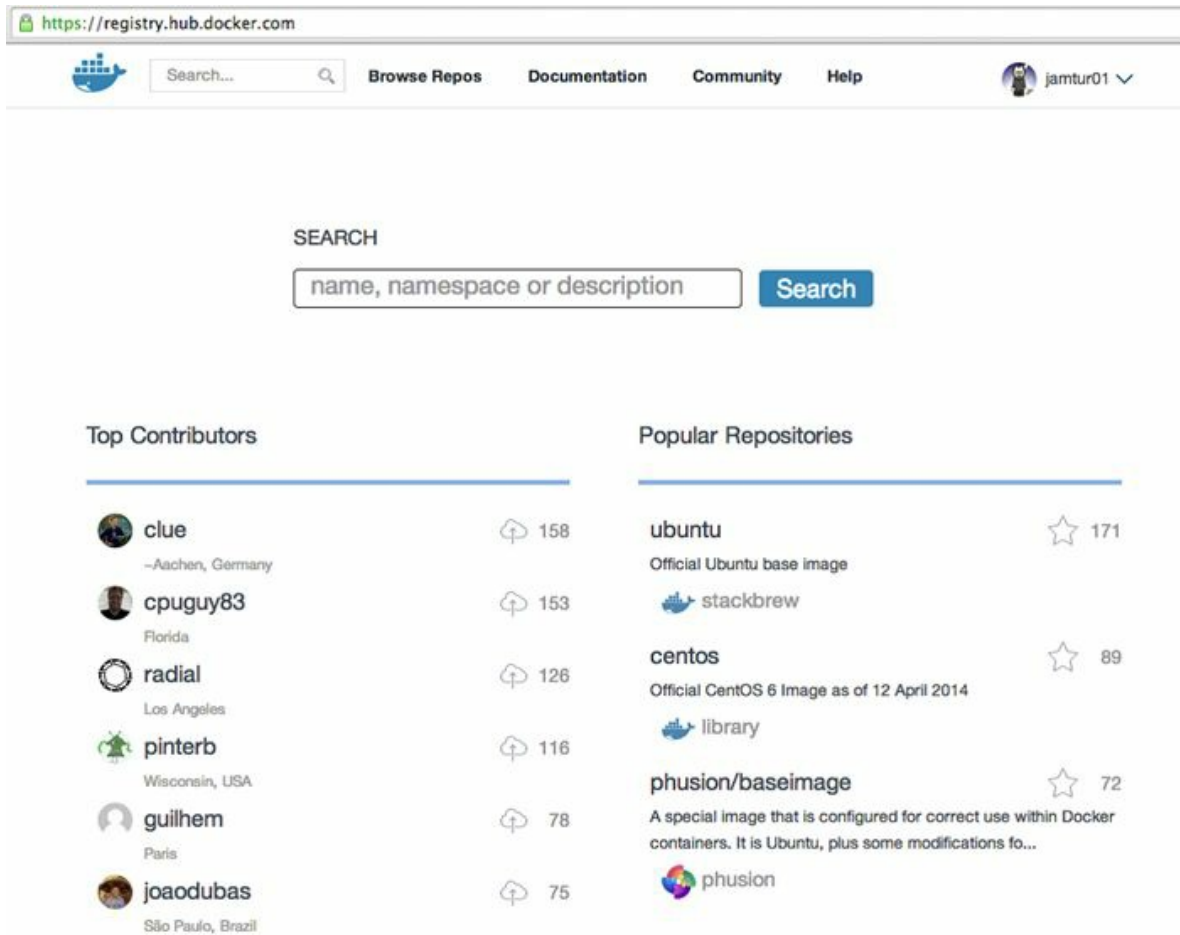 https://registry.hub.docker.com
Search... Browse Repos Documentation Community Help jamtur01
SEARCH
name, namespace or description Search
Top Contributors
clue 158
~Aachen, Germany
cpuguy83 153
Florida
radial 126
Los Angeles
pinterb 116
Wisconsin, USA
guilhem 78
Paris
joaodubas 75
São Paulo, Brazil
Popular Repositories
ubuntu 171
Official Ubuntu base image
stackbrew
centos 89
Official CentOS 6 Image as of 12 April 2014
library
phusion/baseimage 72
A special image that is configured for correct use within Docker
containers. It is Ubuntu, plus some modifications fo...
phusion